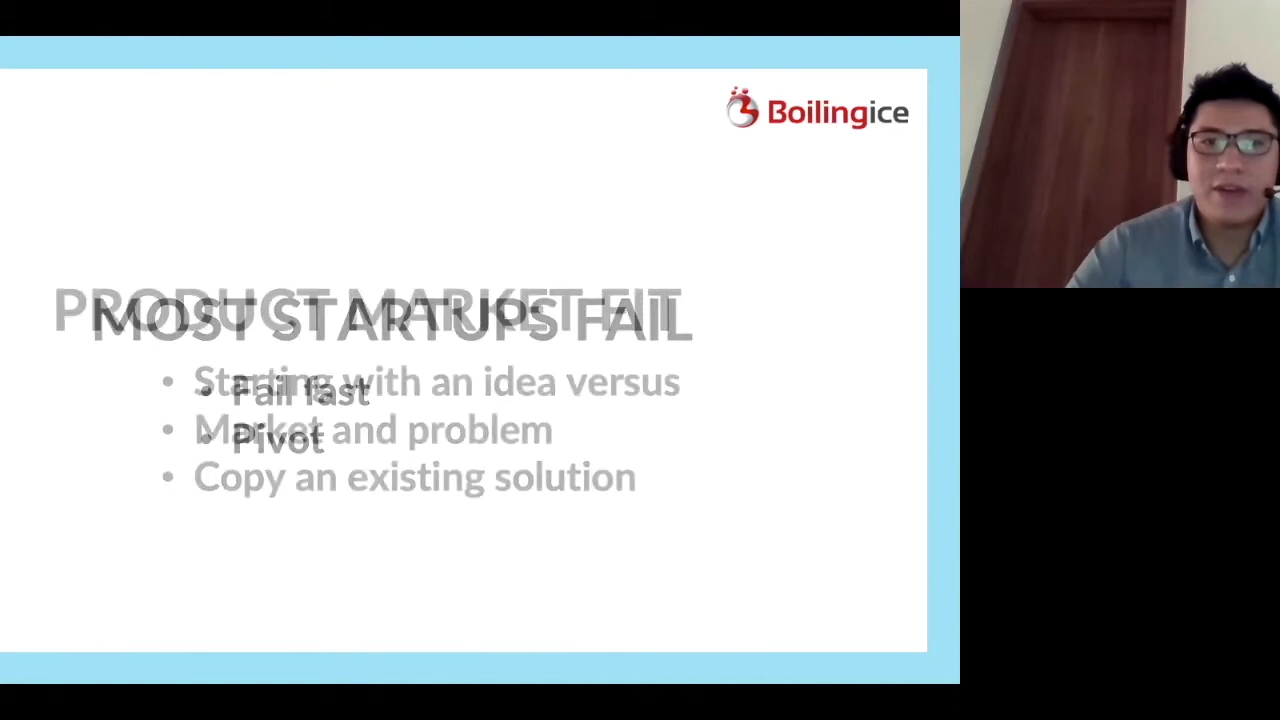 Boilingice
PRODUCT MARKET FIT
MOST STARTUPS FAIL
• Starting with an idea versus
• Fail fast
• Market and problem
• Pivot
• Copy an existing solution